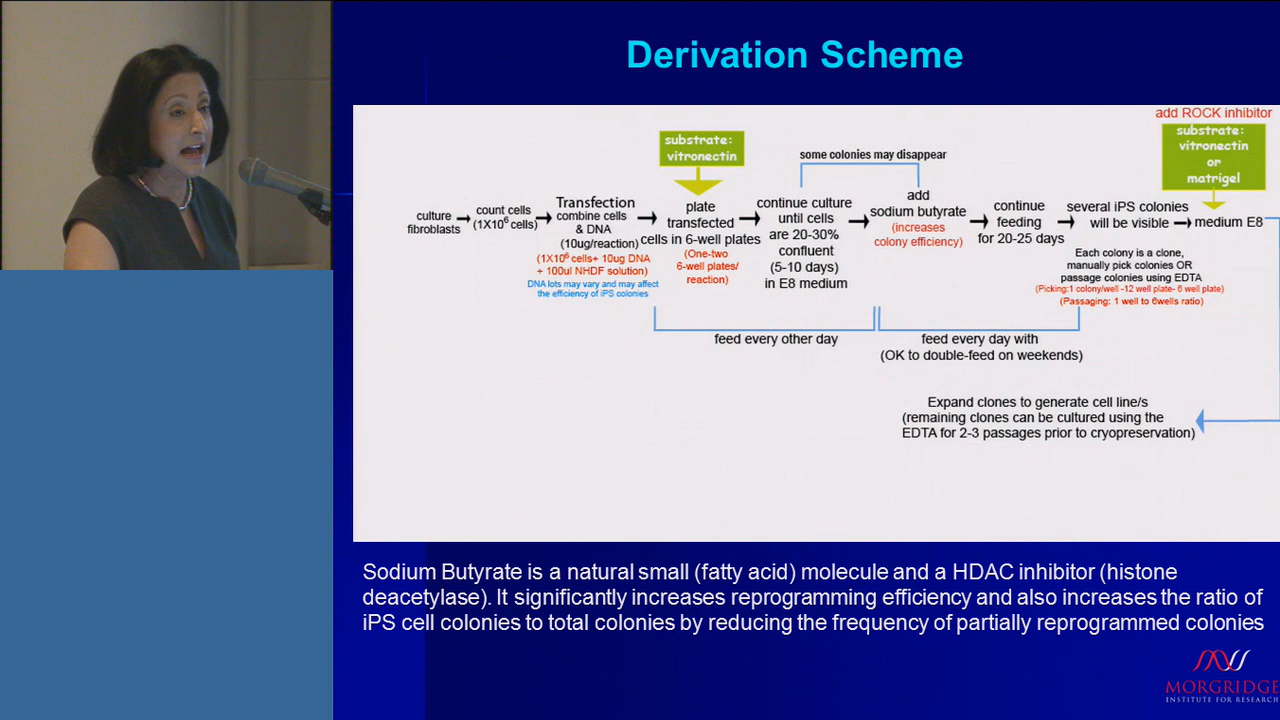 Derivation Scheme
add ROCK inhibitor
substrate:
vitronectin
or
matrigel
substrate:
vitronectin
some colonies may disappear
culture
fibroblasts
count cells
(1X10⁶ cells)
Transfection
combine cells
& DNA
(10ug/reaction)
(1X10⁶ cells+ 10ug DNA
+ 100ul NHDF solution)
DNA lots may vary and may affect
the efficiency of iPS colonies
plate
transfected
cells in 6-well plates
(One-two
6-well plates/
reaction)
continue culture
until cells
are 20-30%
confluent
(5-10 days)
in E8 medium
add
sodium butyrate
(increases
colony efficiency)
continue
feeding
for 20-25 days
several iPS colonies
will be visible
medium E8
Each colony is a clone,
manually pick colonies OR
passage colonies using EDTA
(Picking:1 colony/well -12 well plate- 6 well plate)
(Passaging: 1 well to 6wells ratio)
feed every other day
feed every day with
(OK to double-feed on weekends)
Expand clones to generate cell line/s
(remaining clones can be cultured using the
EDTA for 2-3 passages prior to cryopreservation)
Sodium Butyrate is a natural small (fatty acid) molecule and a HDAC inhibitor (histone
deacetylase). It significantly increases reprogramming efficiency and also increases the ratio of
iPS cell colonies to total colonies by reducing the frequency of partially reprogrammed colonies
MORGRIDGE
INSTITUTE FOR RESEARCH